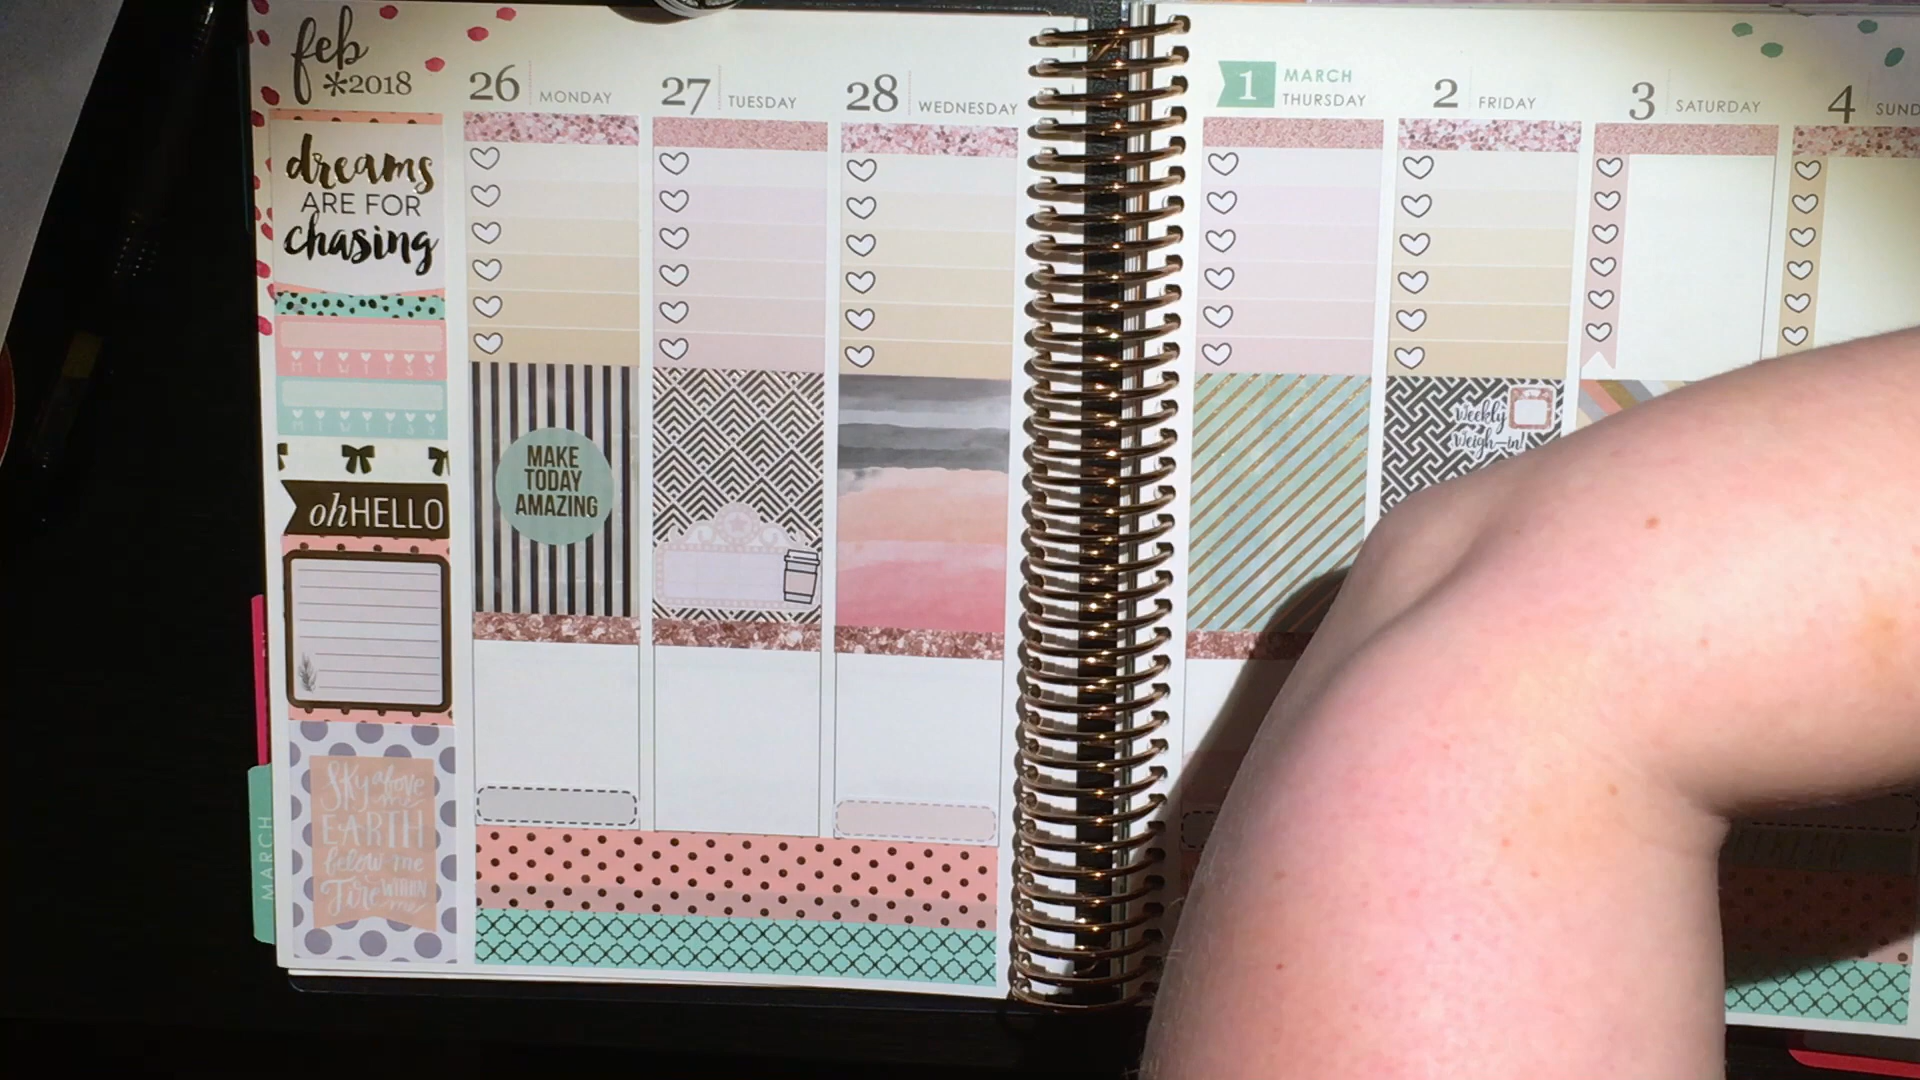 feb
*2018
26 MONDAY
27 TUESDAY
28 WEDNESDAY
1 MARCH
THURSDAY
2 FRIDAY
3 SATURDAY
4 SUND
dreams
ARE FOR
chasing
M T W T F S S
M T W T F S S
ohHELLO
MAKE
TODAY
AMAZING
Weekly
Weigh-in!
Sky above
me
EARTH
below me
Fire WITHIN
me
MARCH